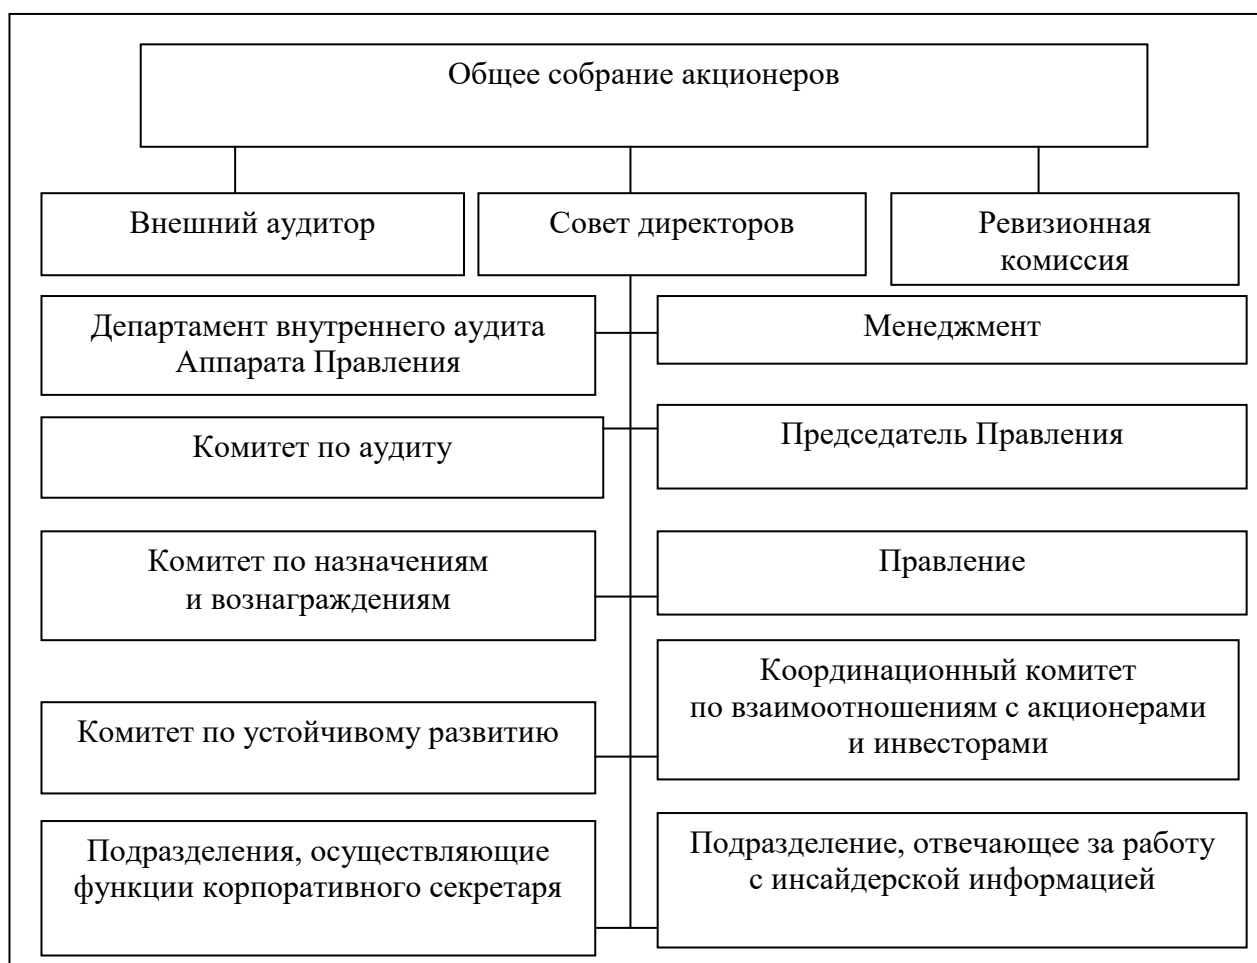 Общее собрание акционеров
Внешний аудитор
Совет директоров
Ревизионная
комиссия
Департамент внутреннего аудита
Аппарата Правления
Менеджмент
Комитет по аудиту
Председатель Правления
Комитет по назначениям
и вознаграждениям
Правление
Комитет по устойчивому развитию
Координационный комитет
по взаимоотношениям с акционерами
и инвесторами
Подразделения, осуществляющие
функции корпоративного секретаря
Подразделение, отвечающее за работу
с инсайдерской информацией